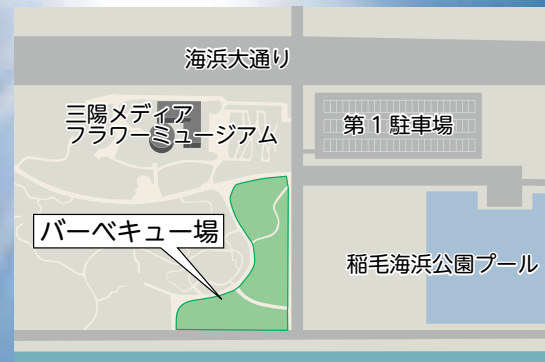 海浜大通り
三陽メディア
フラワーミュージアム
第1駐車場
バーベキュー場
稲毛海浜公園プール